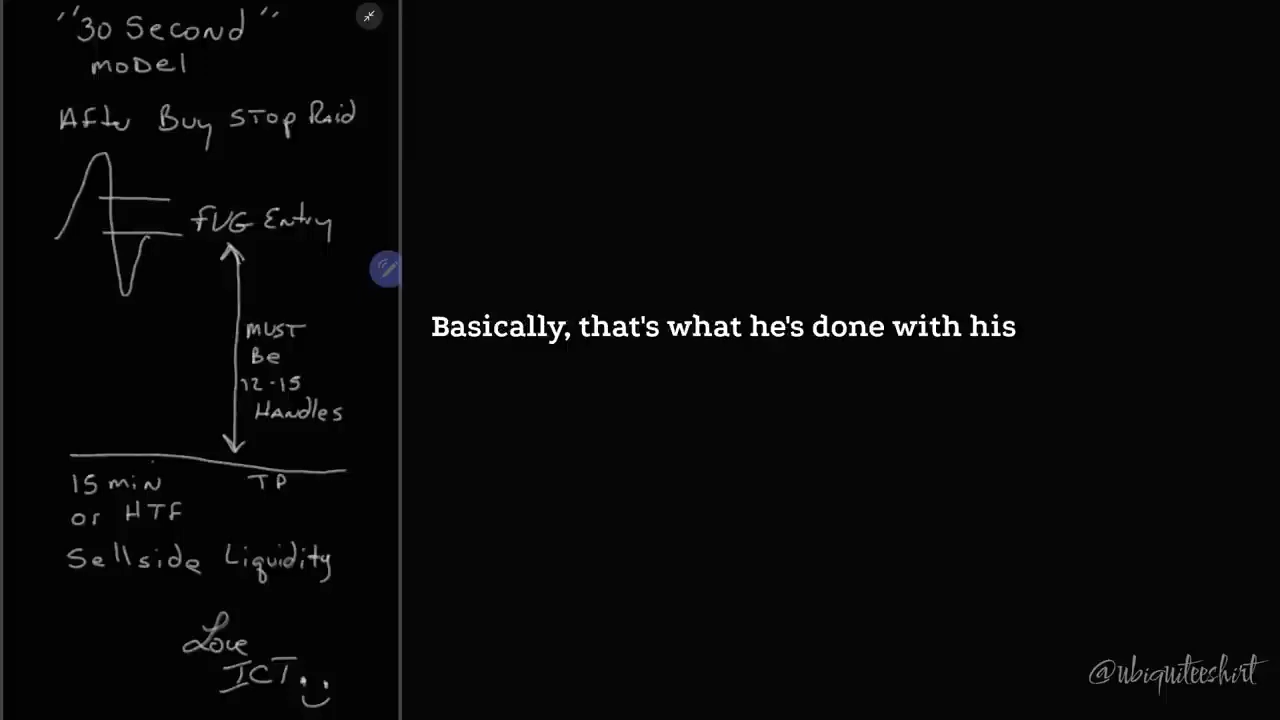 "30 Second"
moDel
After Buy STop Raid
FVG Entry
MUST
Be
12-15
HANDles
15 miN
or HTF
TP
Sellside Liquidity
Love
ICT
Basically, that's what he's done with his
@ubiquiteeshirt